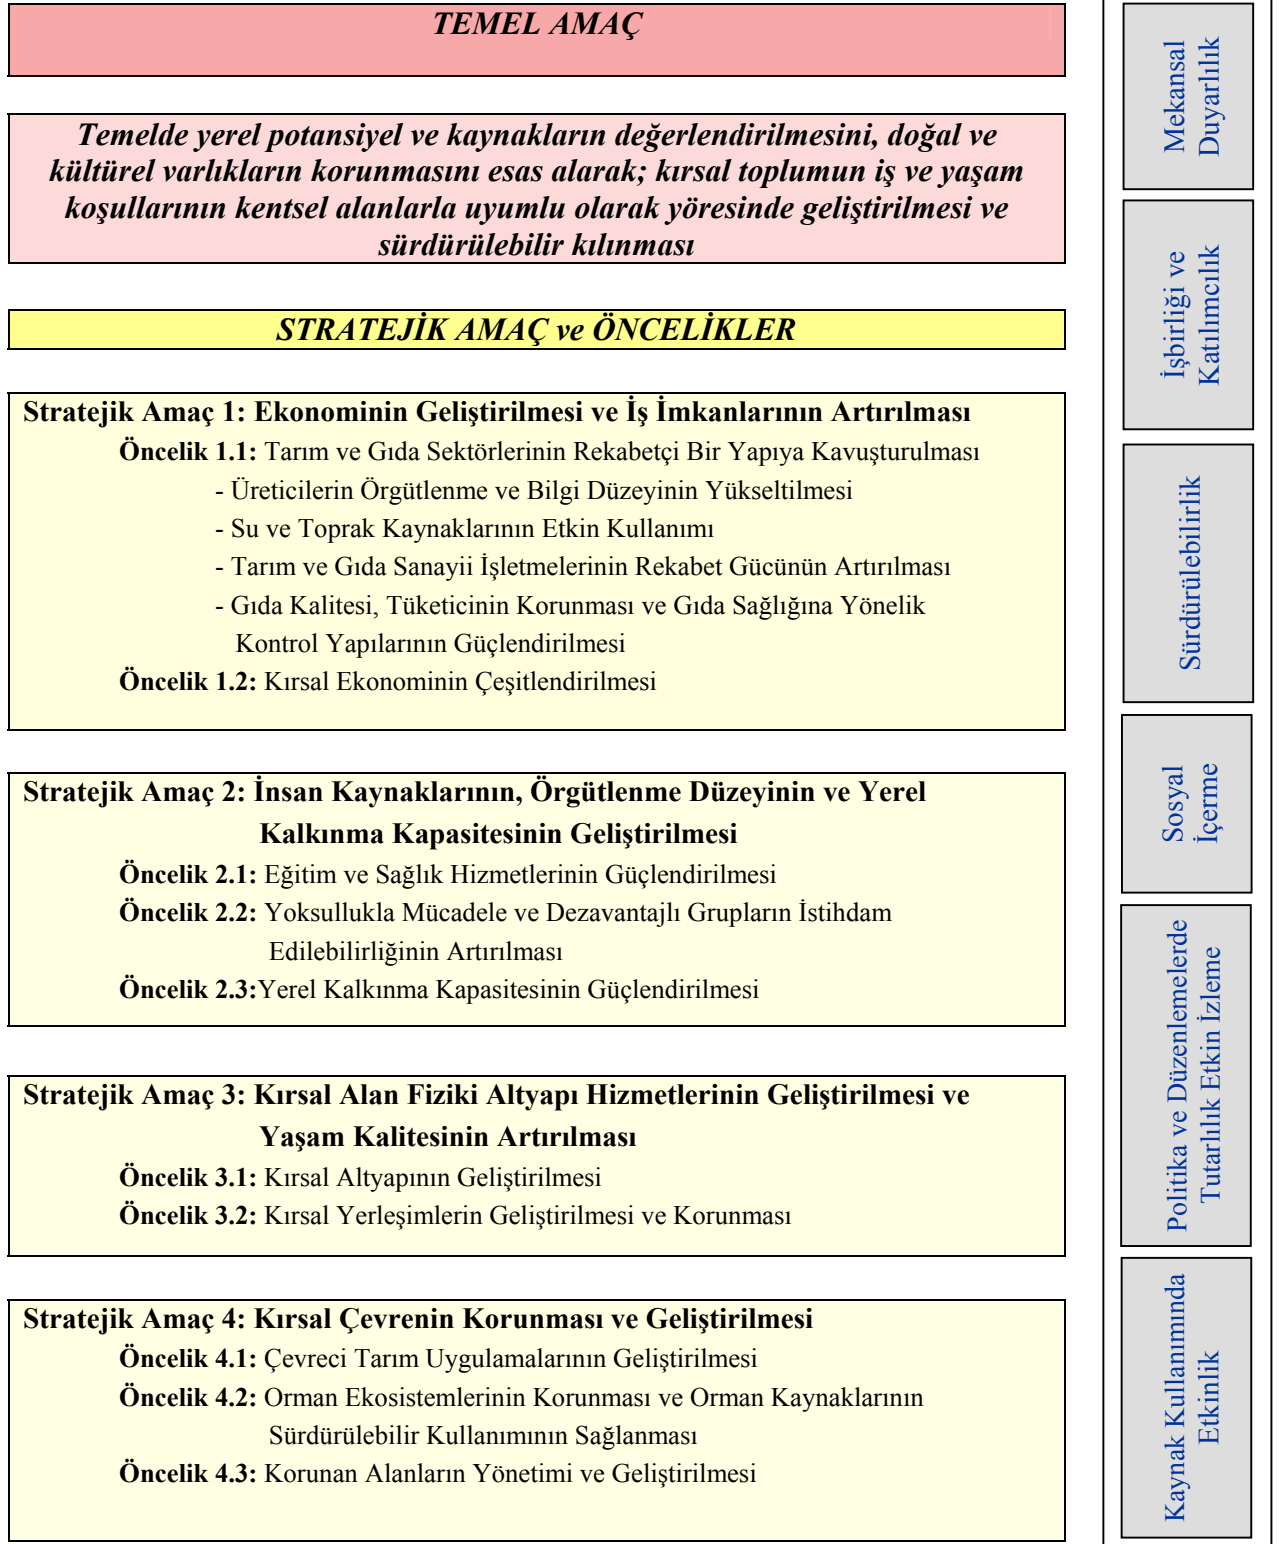 TEMEL AMAÇ
Temelde yerel potansiyel ve kaynakların değerlendirilmesini, doğal ve
kültürel varlıkların korunmasını esas alarak; kırsal toplumun iş ve yaşam
koşullarının kentsel alanlarla uyumlu olarak yöresinde geliştirilmesi ve
sürdürülebilir kılınması
STRATEJİK AMAÇ ve ÖNCELİKLER
Stratejik Amaç 1: Ekonominin Geliştirilmesi ve İş İmkanlarının Artırılması
Öncelik 1.1: Tarım ve Gıda Sektörlerinin Rekabetçi Bir Yapıya Kavuşturulması
- Üreticilerin Örgütlenme ve Bilgi Düzeyinin Yükseltilmesi
- Su ve Toprak Kaynaklarının Etkin Kullanımı
- Tarım ve Gıda Sanayii İşletmelerinin Rekabet Gücünün Artırılması
- Gıda Kalitesi, Tüketicinin Korunması ve Gıda Sağlığına Yönelik
Kontrol Yapılarının Güçlendirilmesi
Öncelik 1.2: Kırsal Ekonominin Çeşitlendirilmesi
Stratejik Amaç 2: İnsan Kaynaklarının, Örgütlenme Düzeyinin ve Yerel
Kalkınma Kapasitesinin Geliştirilmesi
Öncelik 2.1: Eğitim ve Sağlık Hizmetlerinin Güçlendirilmesi
Öncelik 2.2: Yoksullukla Mücadele ve Dezavantajlı Grupların İstihdam
Edilebilirliğinin Artırılması
Öncelik 2.3:Yerel Kalkınma Kapasitesinin Güçlendirilmesi
Stratejik Amaç 3: Kırsal Alan Fiziki Altyapı Hizmetlerinin Geliştirilmesi ve
Yaşam Kalitesinin Artırılması
Öncelik 3.1: Kırsal Altyapının Geliştirilmesi
Öncelik 3.2: Kırsal Yerleşimlerin Geliştirilmesi ve Korunması
Stratejik Amaç 4: Kırsal Çevrenin Korunması ve Geliştirilmesi
Öncelik 4.1: Çevreci Tarım Uygulamalarının Geliştirilmesi
Öncelik 4.2: Orman Ekosistemlerinin Korunması ve Orman Kaynaklarının
Sürdürülebilir Kullanımının Sağlanması
Öncelik 4.3: Korunan Alanların Yönetimi ve Geliştirilmesi
Mekansal
Duyarlılık
İşbirliği ve
Katılımcılık
Sürdürülebilirlik
Sosyal
İçerme
Politika ve Düzenlemelerde
Tutarlılık Etkin İzleme
Kaynak Kullanımında
Etkinlik